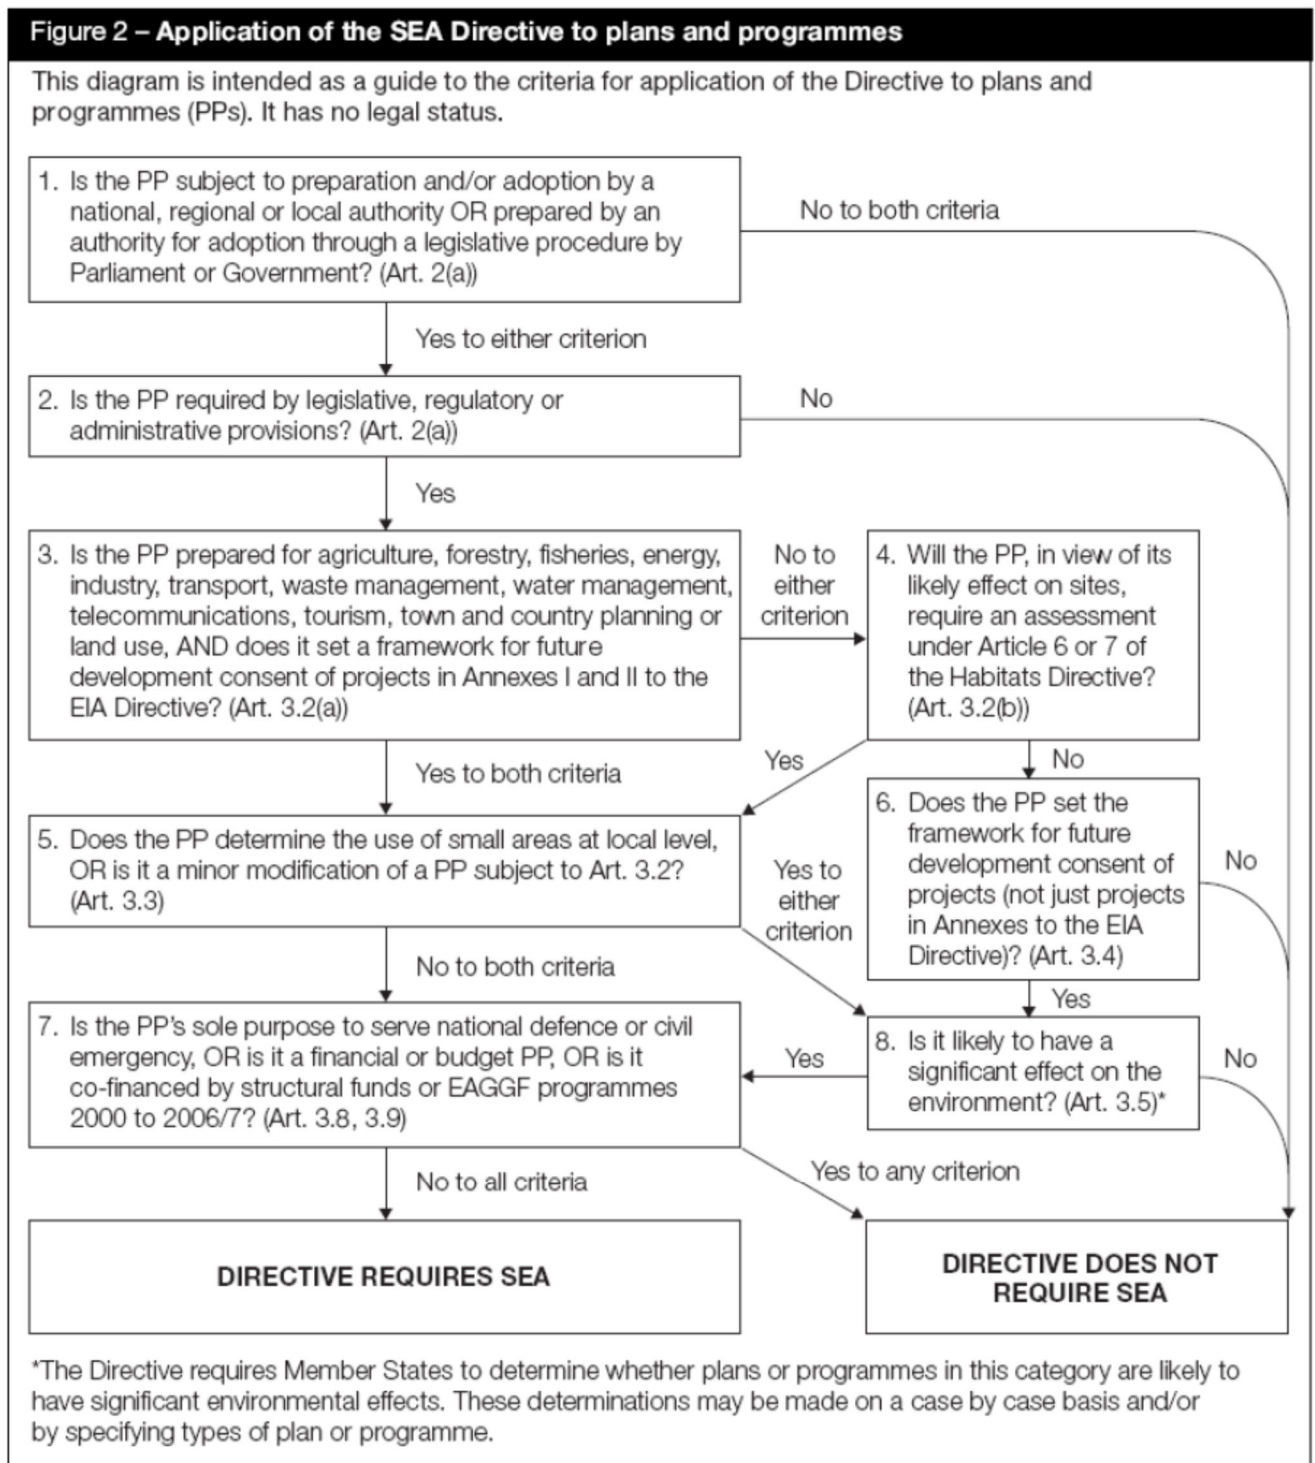 Figure 2 – Application of the SEA Directive to plans and programmes
This diagram is intended as a guide to the criteria for application of the Directive to plans and
programmes (PPs). It has no legal status.
1. Is the PP subject to preparation and/or adoption by a
national, regional or local authority OR prepared by an
authority for adoption through a legislative procedure by
Parliament or Government? (Art. 2(a))
No to both criteria
Yes to either criterion
2. Is the PP required by legislative, regulatory or
administrative provisions? (Art. 2(a))
No
Yes
3. Is the PP prepared for agriculture, forestry, fisheries, energy,
industry, transport, waste management, water management,
telecommunications, tourism, town and country planning or
land use, AND does it set a framework for future
development consent of projects in Annexes I and II to the
EIA Directive? (Art. 3.2(a))
No to
either
criterion
4. Will the PP, in view of its
likely effect on sites,
require an assessment
under Article 6 or 7 of
the Habitats Directive?
(Art. 3.2(b))
Yes to both criteria
Yes
No
5. Does the PP determine the use of small areas at local level,
OR is it a minor modification of a PP subject to Art. 3.2?
(Art. 3.3)
Yes to
either
criterion
6. Does the PP set the
framework for future
development consent of
projects (not just projects
in Annexes to the EIA
Directive)? (Art. 3.4)
No
No to both criteria
Yes
7. Is the PP's sole purpose to serve national defence or civil
emergency, OR is it a financial or budget PP, OR is it
co-financed by structural funds or EAGGF programmes
2000 to 2006/7? (Art. 3.8, 3.9)
Yes
8. Is it likely to have a
significant effect on the
environment? (Art. 3.5)*
No
No to all criteria
Yes to any criterion
DIRECTIVE REQUIRES SEA
DIRECTIVE DOES NOT
REQUIRE SEA
*The Directive requires Member States to determine whether plans or programmes in this category are likely to
have significant environmental effects. These determinations may be made on a case by case basis and/or
by specifying types of plan or programme.